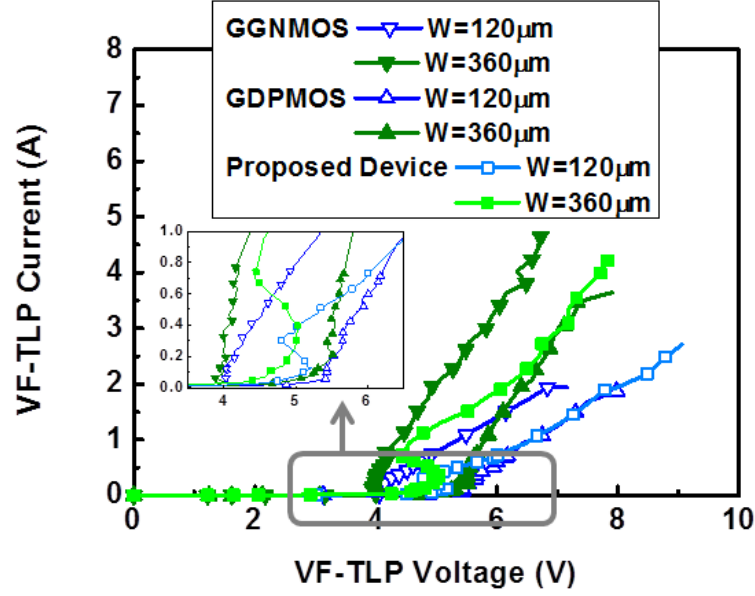 GGNMOS W=120μm
W=360μm
GDPMOS W=120μm
W=360μm
Proposed Device W=120μm
W=360μm
VF-TLP Current (A)
8
7
6
5
4
3
2
1
0
1.0
0.8
0.6
0.4
0.2
0.0
4 5 6
0 2 4 6 8 10
VF-TLP Voltage (V)